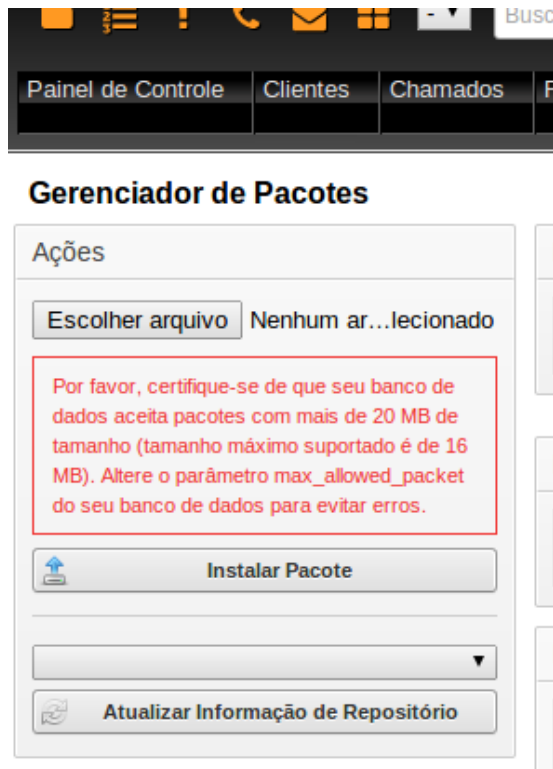 - Busc
Painel de Controle Clientes Chamados
Gerenciador de Pacotes
Ações
Escolher arquivo Nenhum ar...lecionado
Por favor, certifique-se de que seu banco de
dados aceita pacotes com mais de 20 MB de
tamanho (tamanho máximo suportado é de 16
MB). Altere o parâmetro max_allowed_packet
do seu banco de dados para evitar erros.
Instalar Pacote
Atualizar Informação de Repositório